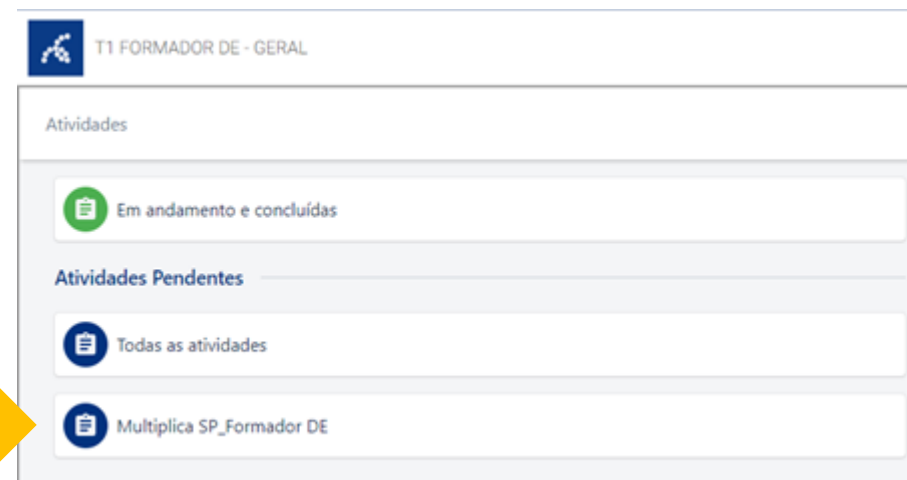 T1 FORMADOR DE - GERAL
Atividades
Em andamento e concluídas
Atividades Pendentes
Todas as atividades
Multiplica SP_Formador DE